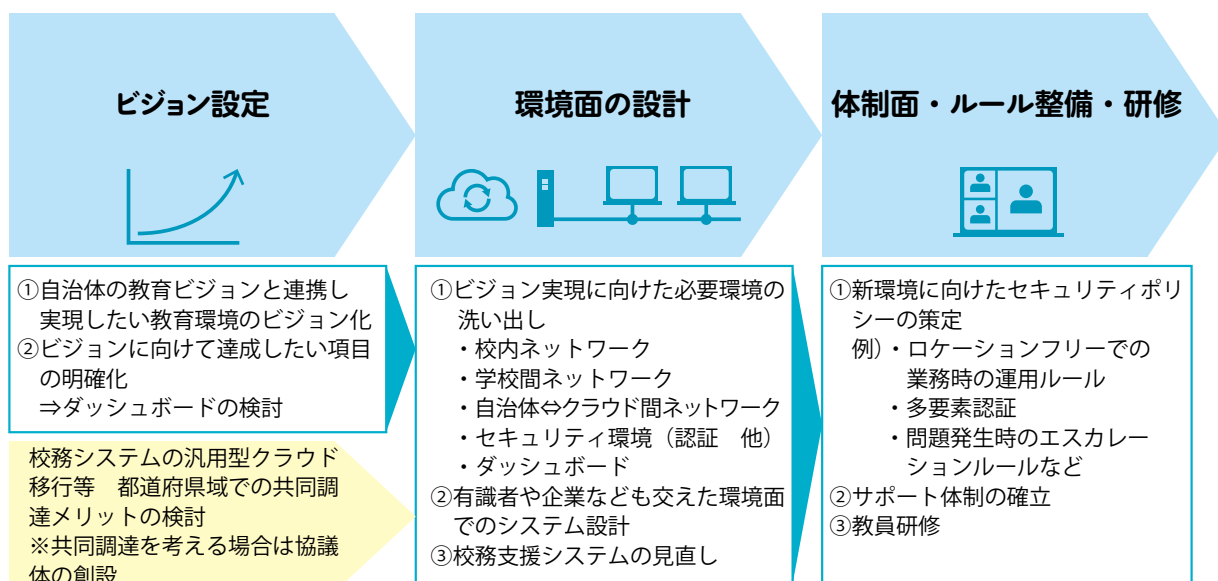 ビジョン設定
環境面の設計
体制面・ルール整備・研修
①自治体の教育ビジョンと連携し
実現したい教育環境のビジョン化
②ビジョンに向けて達成したい項目
の明確化
⇒ダッシュボードの検討
校務システムの汎用型クラウド
移行等　都道府県域での共同調
達メリットの検討
※共同調達を考える場合は協議
体の創設
①ビジョン実現に向けた必要環境の
洗い出し
・校内ネットワーク
・学校間ネットワーク
・自治体⇔クラウド間ネットワーク
・セキュリティ環境（認証　他）
・ダッシュボード
②有識者や企業なども交えた環境面
でのシステム設計
③校務支援システムの見直し
①新環境に向けたセキュリティポリ
シーの策定
例）・ロケーションフリーでの
業務時の運用ルール
・多要素認証
・問題発生時のエスカレー
ションルールなど
②サポート体制の確立
③教員研修